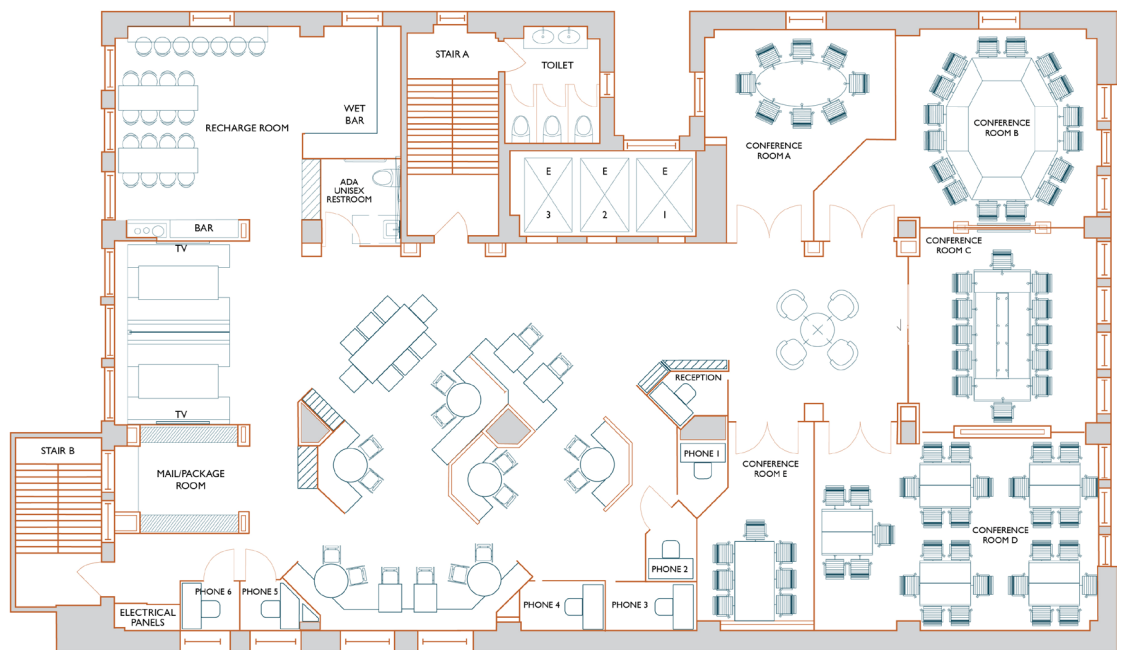 STAIR A
TOILET
WET
BAR
RECHARGE ROOM
CONFERENCE
ROOM A
CONFERENCE
ROOM B
E
3
E
2
E
1
ADA
UNISEX
RESTROOM
BAR
TV
CONFERENCE
ROOM C
RECEPTION
TV
STAIR B
MAIL/PACKAGE
ROOM
PHONE 1
CONFERENCE
ROOM E
CONFERENCE
ROOM D
PHONE 2
PHONE 6
PHONE 5
PHONE 4
PHONE 3
ELECTRICAL
PANELS